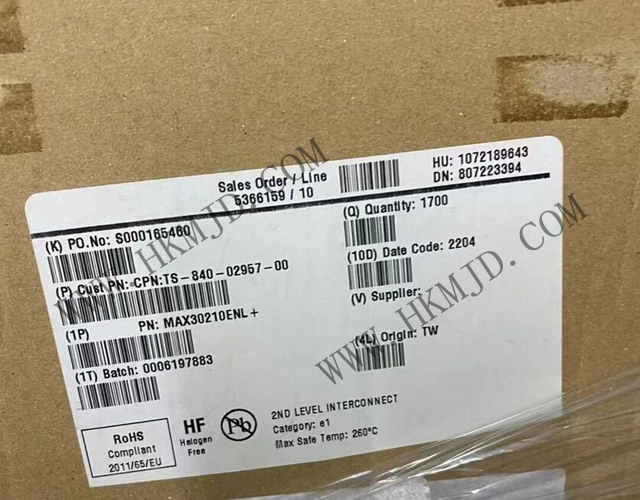 Sales Order / Line
5366159 / 10
HU: 1072189643
DN: 807223394
(K) PO.No: S000165460
(Q) Quantity: 1700
(P) Cust PN: CPN:TS-840-02957-00
(10D) Date Code: 2204
(1P) PN: MAX30210ENL+
(V) Supplier:
(1T) Batch: 0006197883
(4L) Origin: TW
RoHS
Compliant
2011/65/EU
HF
Halogen
Free
Pb
2ND LEVEL INTERCONNECT
Category: e1
Max Safe Temp: 260°C
WWW.HKMJD.COM
WWW.HKMJD.COM